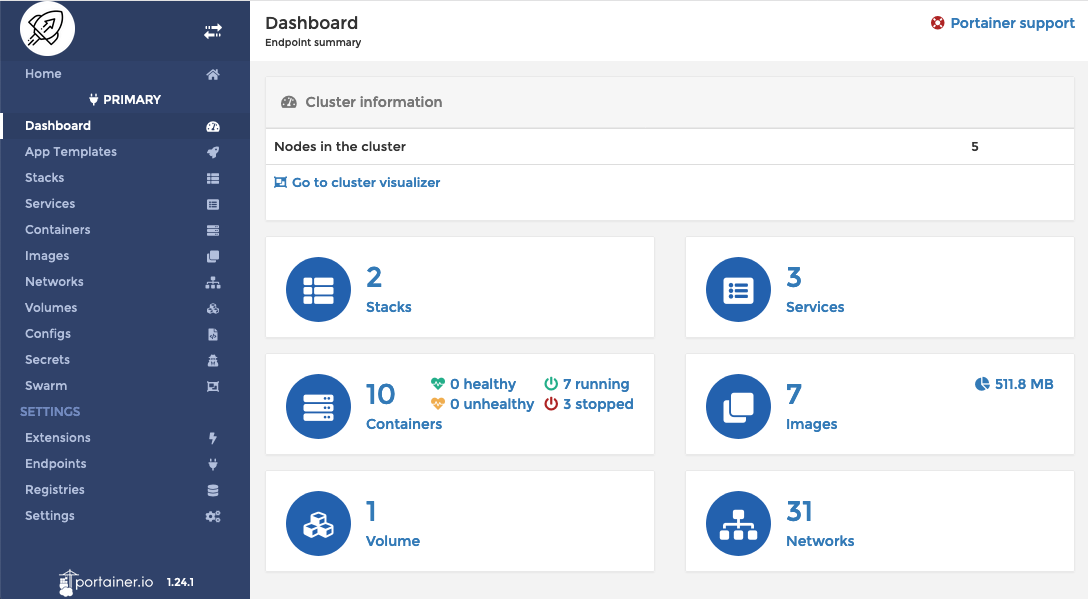 Dashboard
Endpoint summary
Portainer support
Home
PRIMARY
Dashboard
App Templates
Stacks
Services
Containers
Images
Networks
Volumes
Configs
Secrets
Swarm
SETTINGS
Extensions
Endpoints
Registries
Settings
portainer.io 1.24.1
Cluster information
Nodes in the cluster 5
Go to cluster visualizer
2
Stacks
3
Services
10
Containers
0 healthy 7 running
0 unhealthy 3 stopped
7
Images
511.8 MB
1
Volume
31
Networks